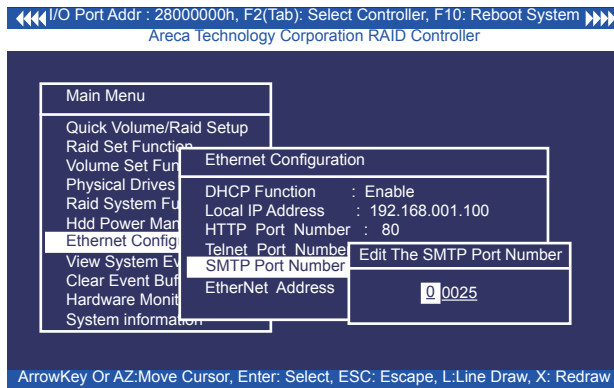 I/O Port Addr : 28000000h, F2(Tab): Select Controller, F10: Reboot System
Areca Technology Corporation RAID Controller
Main Menu
Quick Volume/Raid Setup
Raid Set Function
Volume Set Fun
Physical Drives
Raid System Fu
Hdd Power Man
Ethernet Configu
View System Ev
Clear Event Buf
Hardware Monit
System information
Ethernet Configuration
DHCP Function : Enable
Local IP Address : 192.168.001.100
HTTP Port Number : 80
Telnet Port Numbe
SMTP Port Number
EtherNet Address
Edit The SMTP Port Number
0 0025
ArrowKey Or AZ:Move Cursor, Enter: Select, ESC: Escape, L:Line Draw, X: Redraw